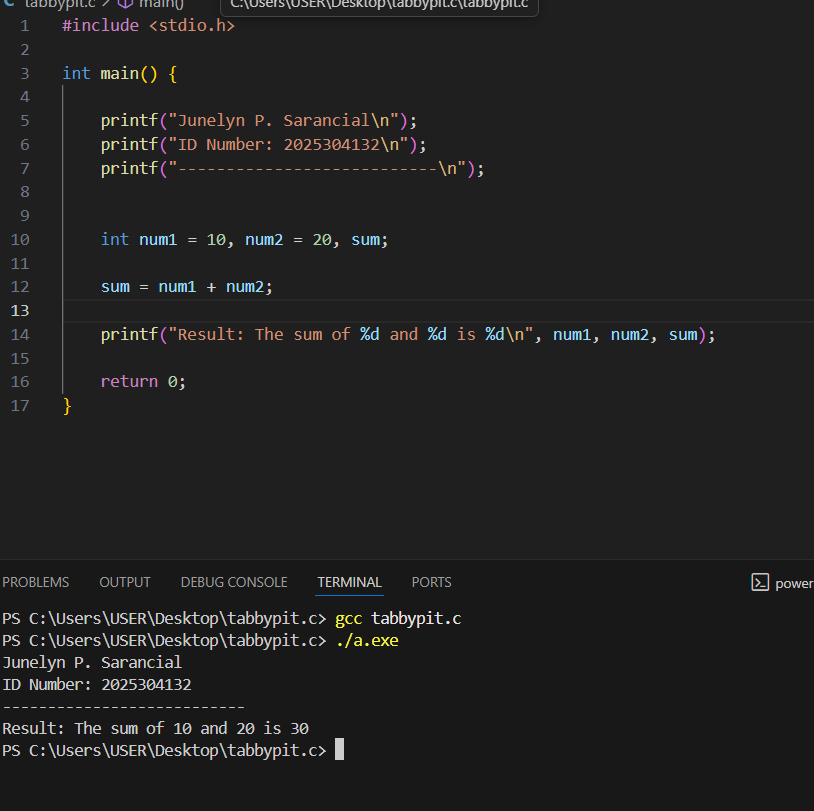 tabbypit.c > main()
C:\Users\USER\Desktop\tabbypit.c\tabbypit.c
1 #include <stdio.h>
2
3 int main() {
4
5 printf("Junelyn P. Sarancial\n");
6 printf("ID Number: 2025304132\n");
7 printf("---------------------------\n");
8
9
10 int num1 = 10, num2 = 20, sum;
11
12 sum = num1 + num2;
13
14 printf("Result: The sum of %d and %d is %d\n", num1, num2, sum);
15
16 return 0;
17 }
PROBLEMS OUTPUT DEBUG CONSOLE TERMINAL PORTS power
PS C:\Users\USER\Desktop\tabbypit.c> gcc tabbypit.c
PS C:\Users\USER\Desktop\tabbypit.c> ./a.exe
Junelyn P. Sarancial
ID Number: 2025304132
---------------------------
Result: The sum of 10 and 20 is 30
PS C:\Users\USER\Desktop\tabbypit.c>